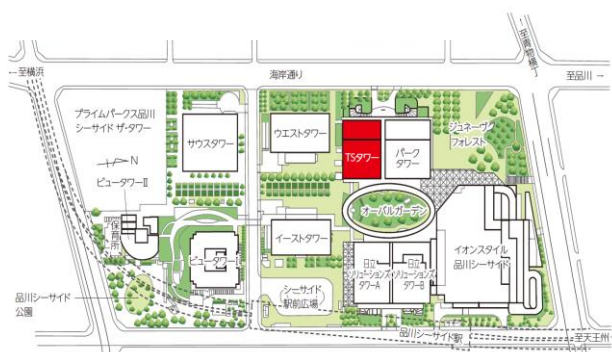 ←至横浜
海岸通り
至青物横丁
至品川→
プライムパークス品川
シーサイド ザ・タワー
サウスタワー
ウエストタワー
TSタワー
パーク
タワー
ジュネーヴ
フォレスト
N
ビュータワーⅡ
保育所
ビュータワーⅠ
イーストタワー
オーバルガーデン
日立
ソリューションズ
タワーA
日立
ソリューションズ
タワーB
イオンスタイル
品川シーサイド
品川シーサイド
公園
シーサイド
駅前広場
品川シーサイド駅
至天王州